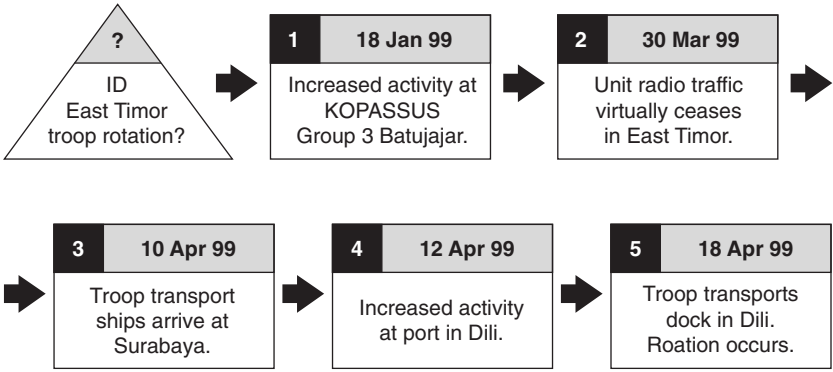 ?
ID
East Timor
troop rotation?
1 18 Jan 99
Increased activity at
KOPASSUS
Group 3 Batujajar.
2 30 Mar 99
Unit radio traffic
virtually ceases
in East Timor.
3 10 Apr 99
Troop transport
ships arrive at
Surabaya.
4 12 Apr 99
Increased activity
at port in Dili.
5 18 Apr 99
Troop transports
dock in Dili.
Roation occurs.